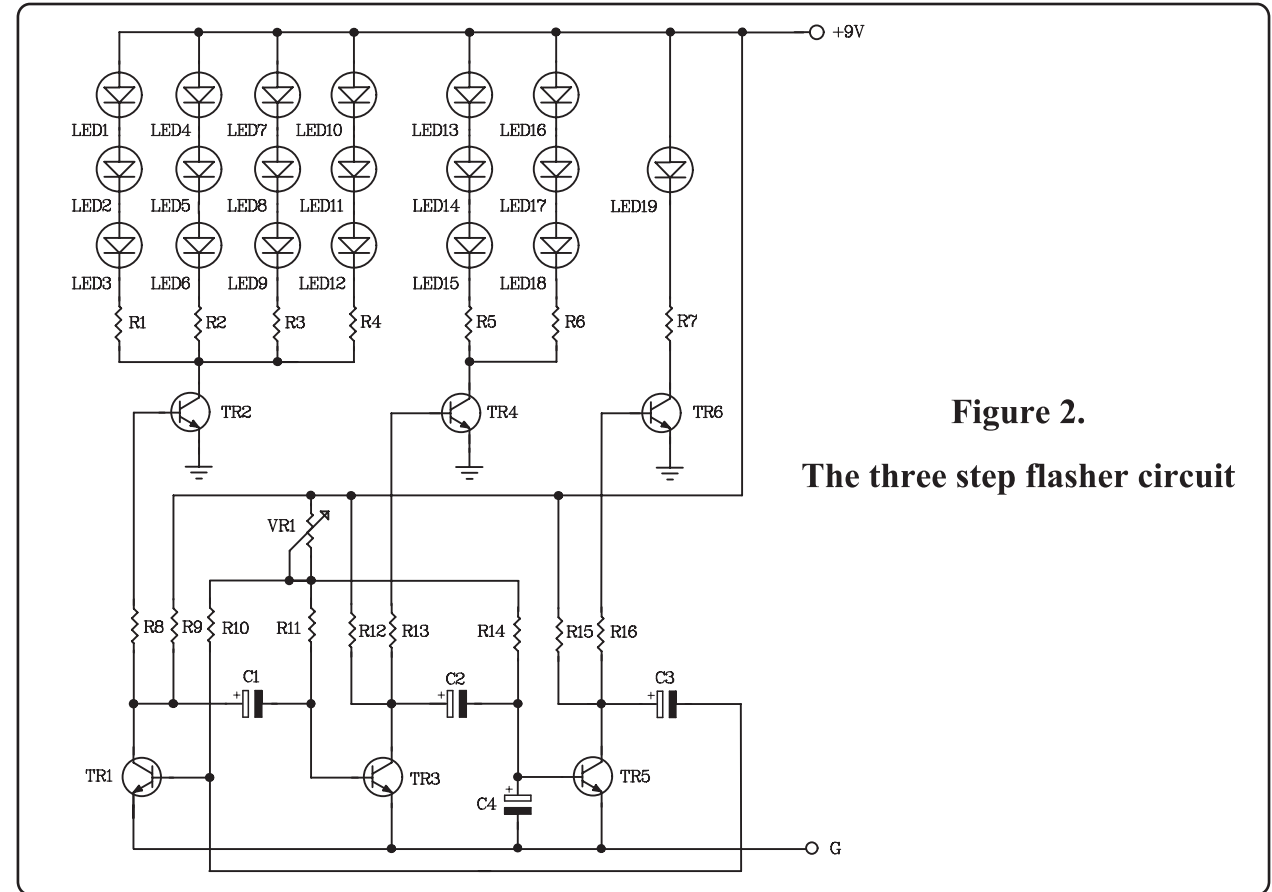 +9V
LED1 LED4 LED7 LED10 LED13 LED16
LED2 LED5 LED8 LED11 LED14 LED17 LED19
LED3 LED6 LED9 LED12 LED15 LED18
R1 R2 R3 R4 R5 R6 R7
TR2 TR4 TR6
Figure 2.
The three step flasher circuit
VR1
R8 R9 R10 R11 R12 R13 R14 R15 R16
C1 C2 C3
+ + +
TR1 TR3 TR5
+
C4
G